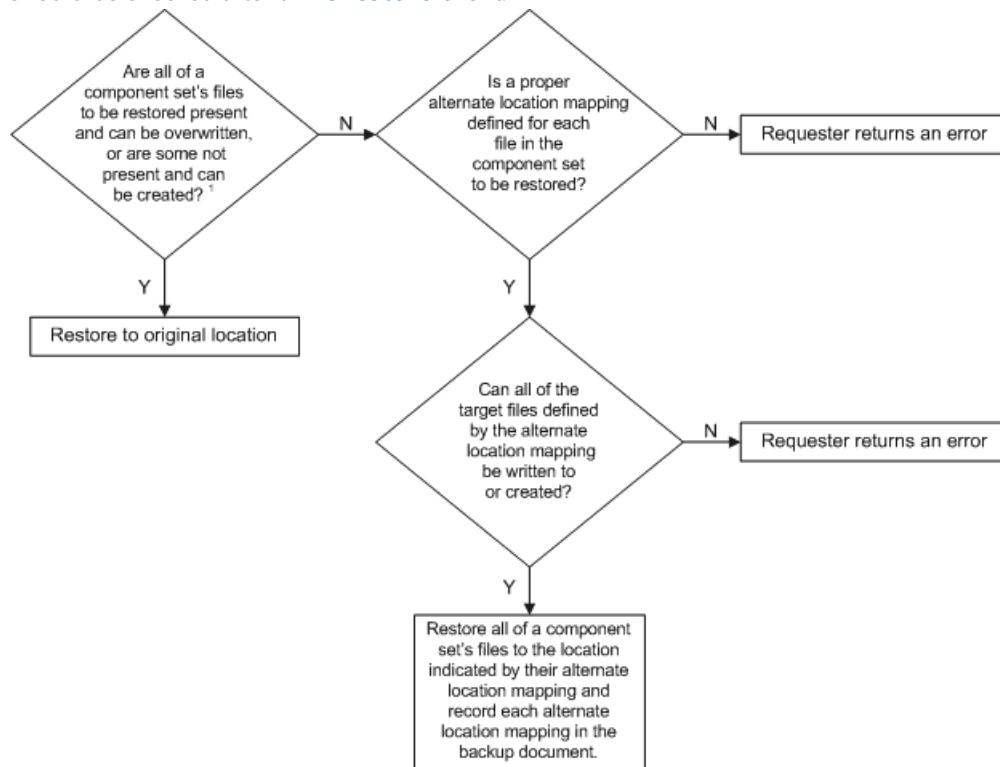 Are all of a
component set's files
to be restored present
and can be overwritten,
or are some not
present and can
be created? 1
N
Is a proper
alternate location mapping
defined for each
file in the
component set
to be restored?
N
Requester returns an error
Y
Restore to original location
Y
Can all of the
target files defined
by the alternate
location mapping
be written to
or created?
N
Requester returns an error
Y
Restore all of a component
set's files to the location
indicated by their alternate
location mapping and
record each alternate
location mapping in the
backup document.